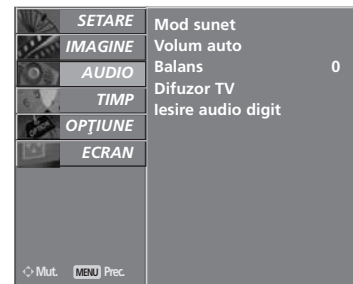 SETARE
IMAGINE
AUDIO
TIMP
OPŢIUNE
ECRAN
Mod sunet
Volum auto
Balans 0
Difuzor TV
Iesire audio digit
Mut. MENU Prec.